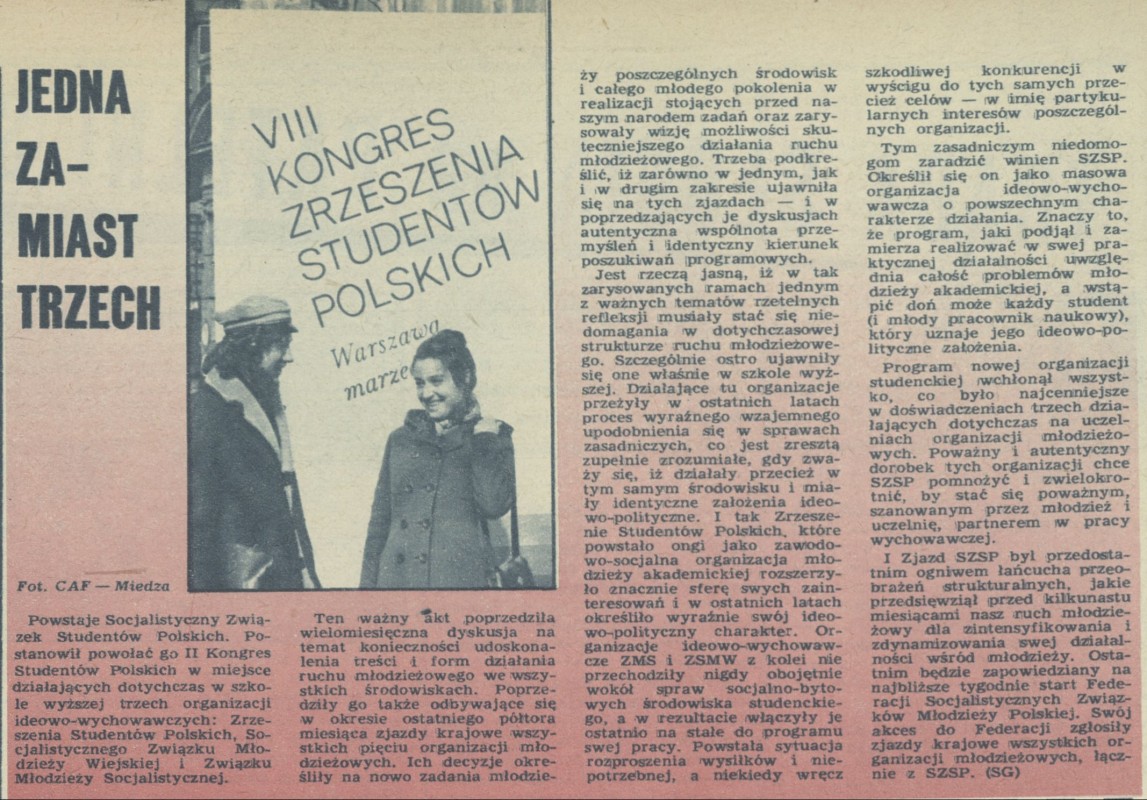 JEDNA
ZA-
MIAST
TRZECH
VIII
KONGRES
ZRZESZENIA
STUDENTÓW
POLSKICH
Warszawa
Fot. CAF — Miedza
Powstaje Socjalistyczny Zwią-
zek Studentów Polskich. Po-
stanowił powołać go II Kongres
Studentów Polskich w miejsce
działających dotychczas w szko-
le wyższej trzech organizacji
ideowo-wychowawczych: Zrze-
szenia Studentów Polskich, So-
cjalistycznego Związku Mło-
dzieży Wiejskiej i Związku
Młodzieży Socjalistycznej.
Ten ważny akt poprzedziła
wielomiesięczna dyskusja na
temat konieczności udoskona-
lenia treści i form działania
ruchu młodzieżowego we wszy-
stkich środowiskach. Poprze-
dziły go także odbywające się
w okresie ostatniego półtora
miesiąca zjazdy krajowe wszy-
stkich pięciu organizacji mło-
dzieżowych. Ich decyzje okre-
śliły na nowo zadania młodzie-
ży poszczególnych środowisk
i całego młodego pokolenia w
realizacji stojących przed na-
szym narodem zadań oraz zary-
sowały wizję możliwości sku-
teczniejszego działania ruchu
młodzieżowego. Trzeba podkre-
ślić, iż zarówno w jednym, jak
i w drugim zakresie ujawniła
się na tych zjazdach — i w
poprzedzających je dyskusjach
autentyczna wspólnota prze-
myśleń i identyczny kierunek
poszukiwań programowych.
Jest rzeczą jasną, iż w tak
zarysowanych ramach jednym
z ważnych tematów rzetelnych
refleksji musiały stać się nie-
domagania w dotychczasowej
strukturze ruchu młodzieżowe-
go. Szczególnie ostro ujawniły
się one właśnie w szkole wyż-
szej. Działające tu organizacje
przeżyły w ostatnich latach
proces wyraźnego wzajemnego
upodobnienia się w sprawach
zasadniczych, co jest zresztą
zupełnie zrozumiałe, gdy zwa-
ży się, iż działały przecież w
tym samym środowisku i mia-
ły identyczne założenia ideo-
wo-polityczne. I tak Zrzesze-
nie Studentów Polskich, które
powstało ongi jako zawodo-
wo-socjalna organizacja mło-
dzieży akademickiej rozszerzy-
ło znacznie sferę swych zain-
teresowań i w ostatnich latach
określiło wyraźnie swój ideo-
wo-polityczny charakter. Or-
ganizacje ideowo-wychowaw-
cze ZMS i ZSMW z kolei nie
przechodziły nigdy obojętnie
wokół spraw socjalno-byto-
wych środowiska studenckie-
go, a w rezultacie włączyły je
ostatnio na stałe do programu
swej pracy. Powstała sytuacja
rozproszenia wysiłków i nie-
potrzebnej, a niekiedy wręcz
szkodliwej konkurencji w
wyścigu do tych samych prze-
cież celów — w imię partyku-
larnych interesów poszczegól-
nych organizacji.
Tym zasadniczym niedomo-
gom zaradzić winien SZSP.
Określił się on jako masowa
organizacja ideowo-wycho-
wawcza o powszechnym cha-
rakterze działania. Znaczy to,
że program, jaki podjął i za-
mierza realizować w swej pra-
ktycznej działalności uwzglę-
dnia całość problemów mło-
dzieży akademickiej, a wstą-
pić doń może każdy student
(i młody pracownik naukowy),
który uznaje jego ideowo-po-
lityczne założenia.
Program nowej organizacji
studenckiej wchłonął wszyst-
ko, co było najcenniejsze
w doświadczeniach trzech dzia-
łających dotychczas na uczel-
niach organizacji młodzieżo-
wych. Poważny i autentyczny
dorobek tych organizacji chce
SZSP pomnożyć i zwielokro-
tnić, by stać się poważnym,
szanowanym przez młodzież i
uczelnię, partnerem w pracy
wychowawczej.
I Zjazd SZSP był przedosta-
tnim ogniwem łańcucha przeo-
brażeń strukturalnych, jakie
przedsięwziął przed kilkunastu
miesiącami nasz ruch młodzie-
żowy dla zintensyfikowania i
zdynamizowania swej działal-
ności wśród młodzieży. Osta-
tnim będzie zapowiedziany na
najbliższe tygodnie start Fede-
racji Socjalistycznych Związ-
ków Młodzieży Polskiej. Swój
akces do Federacji zgłosiły
zjazdy krajowe wszystkich or-
ganizacji młodzieżowych, łącz-
nie z SZSP. (SG)